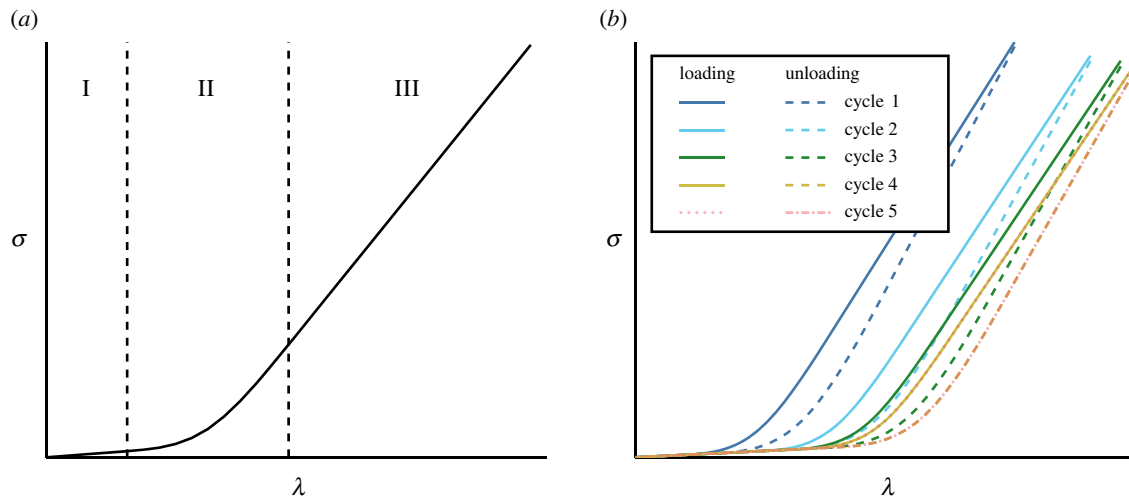 (a)
I II III
σ
λ
(b)
loading unloading
cycle 1
cycle 2
cycle 3
cycle 4
cycle 5
σ
λ